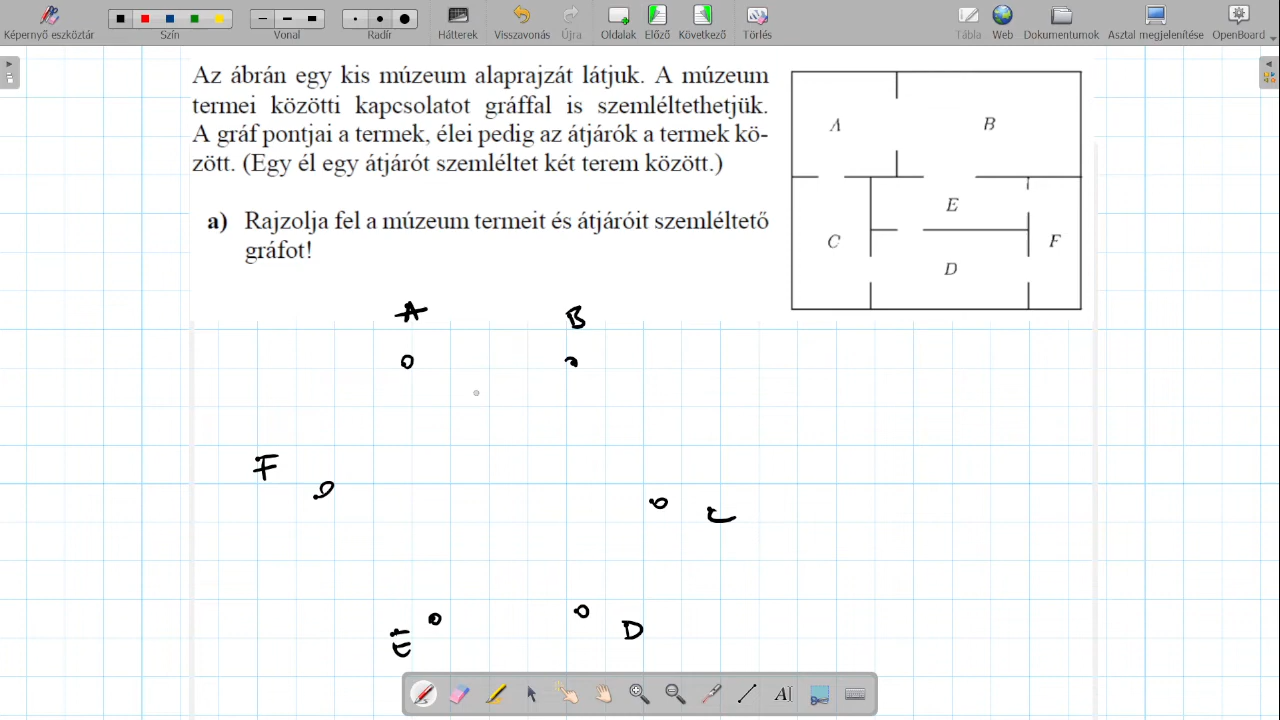 Képernyő eszköztár
Szín
Vonal
Radír
Hátterek
Visszavonás
Újra
Oldalak
Előző
Következő
Törlés
Tábla
Web
Dokumentumok
Asztal megjelenítése
OpenBoard
Az ábrán egy kis múzeum alaprajzát látjuk. A múzeum
termei közötti kapcsolatot gráffal is szemléltethetjük.
A gráf pontjai a termek, élei pedig az átjárók a termek kö-
zött. (Egy él egy átjárót szemléltet két terem között.)
a) Rajzolja fel a múzeum termeit és átjáróit szemléltető
gráfot!
A
B
E
C
F
D
A
B
F
C
E
D